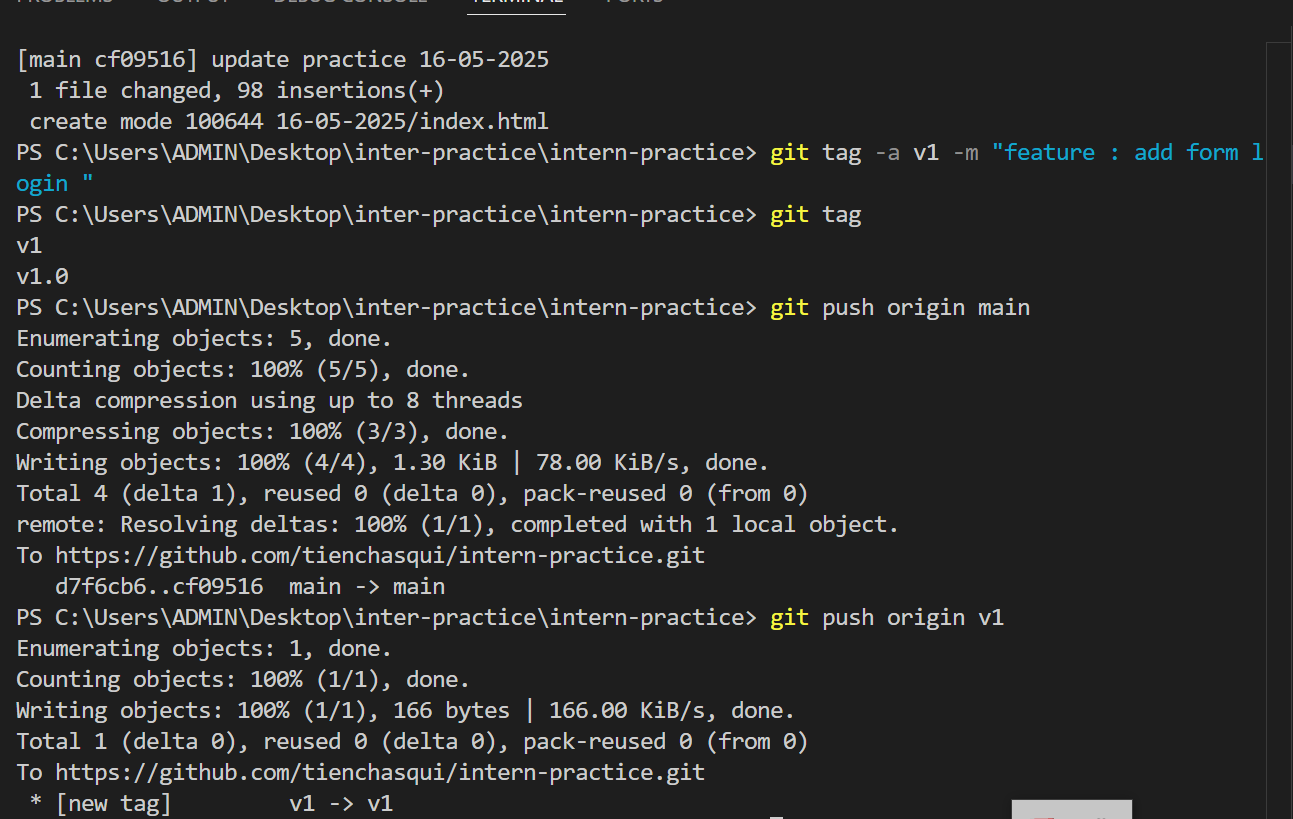 PROBLEMS OUTPUT DEBUG CONSOLE TERMINAL PORTS
[main cf09516] update practice 16-05-2025
 1 file changed, 98 insertions(+)
 create mode 100644 16-05-2025/index.html
PS C:\Users\ADMIN\Desktop\inter-practice\intern-practice> git tag -a v1 -m "feature : add form l
ogin "
PS C:\Users\ADMIN\Desktop\inter-practice\intern-practice> git tag
v1
v1.0
PS C:\Users\ADMIN\Desktop\inter-practice\intern-practice> git push origin main
Enumerating objects: 5, done.
Counting objects: 100% (5/5), done.
Delta compression using up to 8 threads
Compressing objects: 100% (3/3), done.
Writing objects: 100% (4/4), 1.30 KiB | 78.00 KiB/s, done.
Total 4 (delta 1), reused 0 (delta 0), pack-reused 0 (from 0)
remote: Resolving deltas: 100% (1/1), completed with 1 local object.
To https://github.com/tienchasqui/intern-practice.git
   d7f6cb6..cf09516  main -> main
PS C:\Users\ADMIN\Desktop\inter-practice\intern-practice> git push origin v1
Enumerating objects: 1, done.
Counting objects: 100% (1/1), done.
Writing objects: 100% (1/1), 166 bytes | 166.00 KiB/s, done.
Total 1 (delta 0), reused 0 (delta 0), pack-reused 0 (from 0)
To https://github.com/tienchasqui/intern-practice.git
 * [new tag]         v1 -> v1